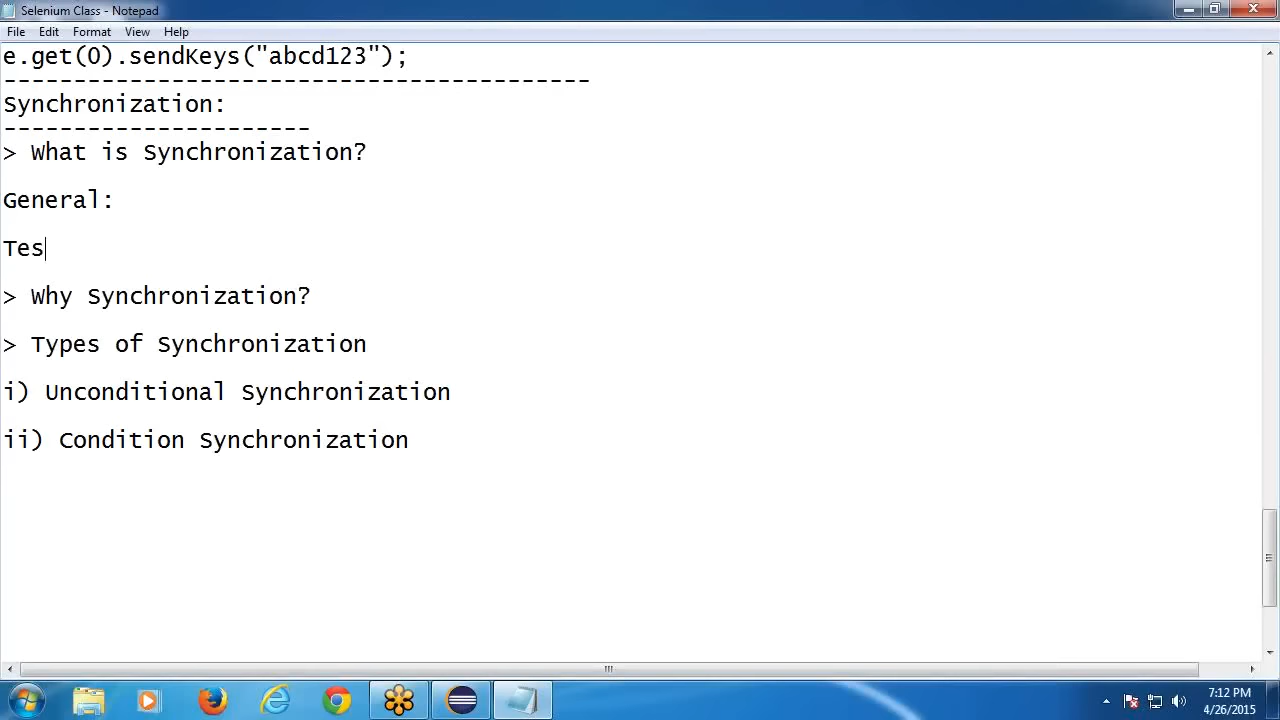 Selenium Class - Notepad
File Edit Format View Help
e.get(0).sendKeys("abcd123");
------------------------------------------
Synchronization:
----------------------
> What is Synchronization?
General:
Tes
> Why Synchronization?
> Types of Synchronization
i) Unconditional Synchronization
ii) Condition Synchronization
7:12 PM
4/26/2015